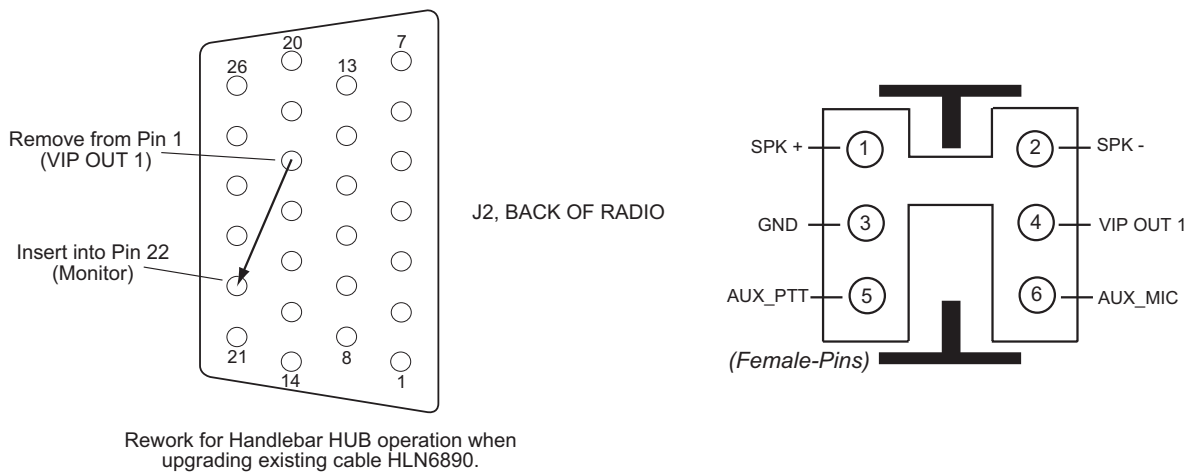 20
7
26
13
Remove from Pin 1
(VIP OUT 1)
Insert into Pin 22
(Monitor)
21
8
14
1
J2, BACK OF RADIO
Rework for Handlebar HUB operation when
upgrading existing cable HLN6890.
SPK + 1 2 SPK -
GND 3 4 VIP OUT 1
AUX_PTT 5 6 AUX_MIC
(Female-Pins)